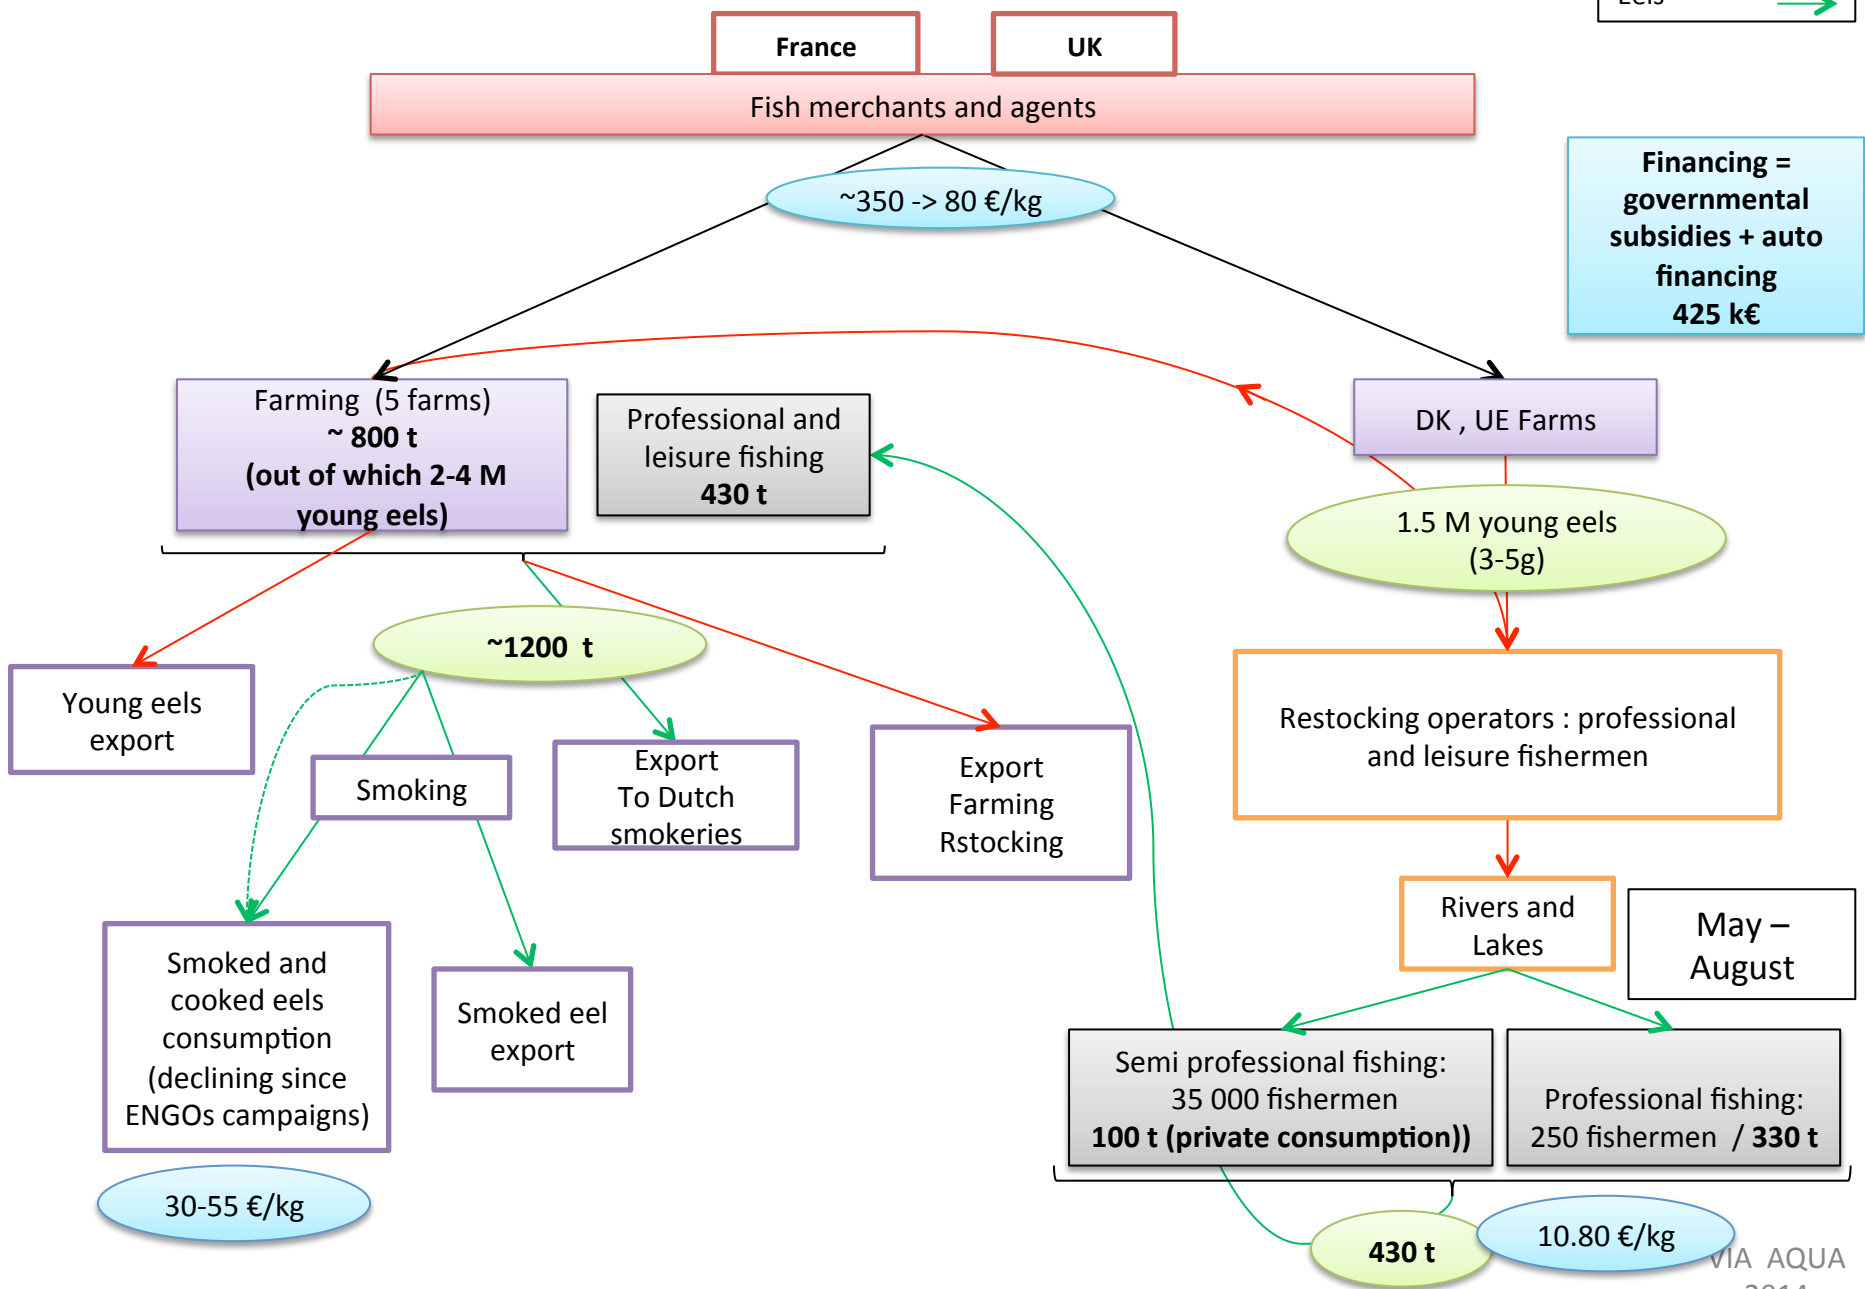 Eels
France
UK
Fish merchants and agents
~350 -> 80 €/kg
Financing =
governmental
subsidies + auto
financing
425 k€
Farming (5 farms)
~ 800 t
(out of which 2-4 M
young eels)
Professional and
leisure fishing
430 t
DK , UE Farms
1.5 M young eels
(3-5g)
~1200 t
Young eels
export
Smoking
Export
To Dutch
smokeries
Export
Farming
Rstocking
Restocking operators : professional
and leisure fishermen
Rivers and
Lakes
May –
August
Smoked and
cooked eels
consumption
(declining since
ENGOs campaigns)
Smoked eel
export
Semi professional fishing:
35 000 fishermen
100 t (private consumption))
Professional fishing:
250 fishermen / 330 t
30-55 €/kg
430 t
10.80 €/kg
VIA AQUA
2014